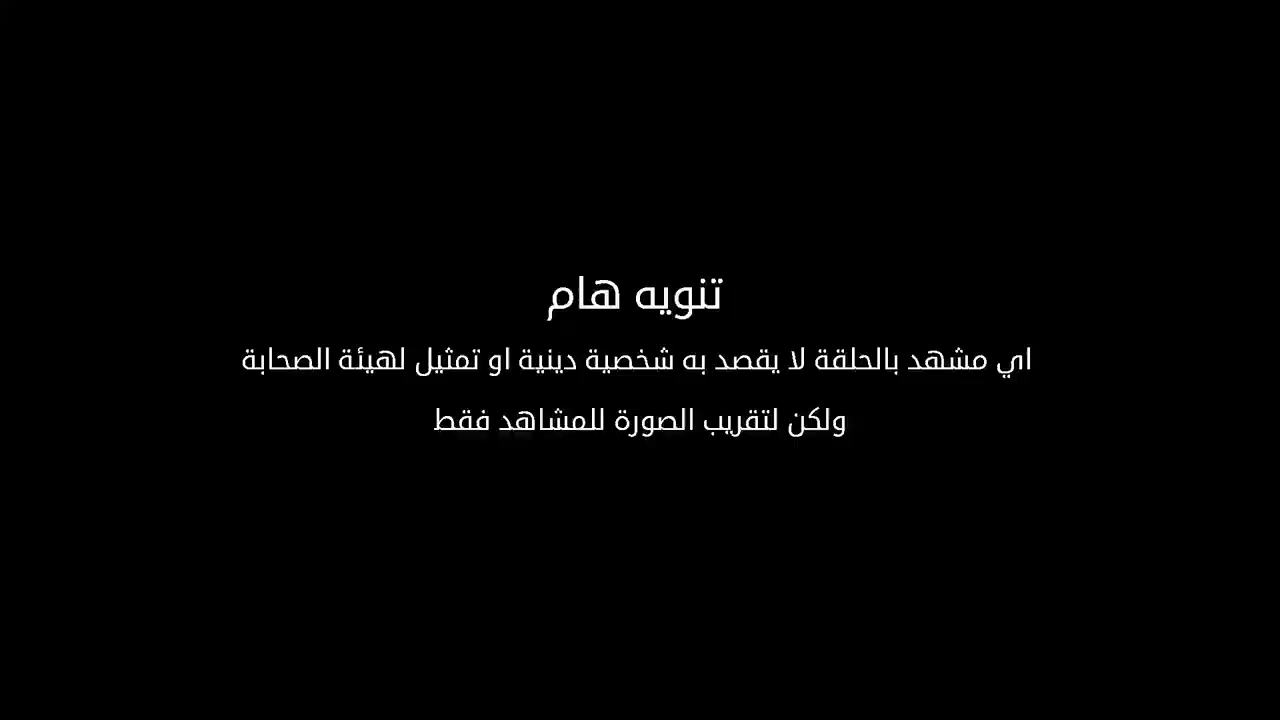 تنويه هام
اي مشهد بالحلقة لا يقصد به شخصية دينية او تمثيل لهيئة الصحابة
ولكن لتقريب الصورة للمشاهد فقط